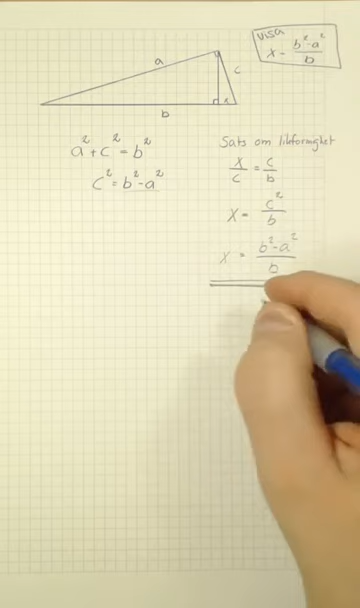 VISA
x = b²-a² / b
a
c
x
b
a² + c² = b²
c² = b²-a²
Sats om likformighet
x/c = c/b
x = c²/b
x = b²-a² / b